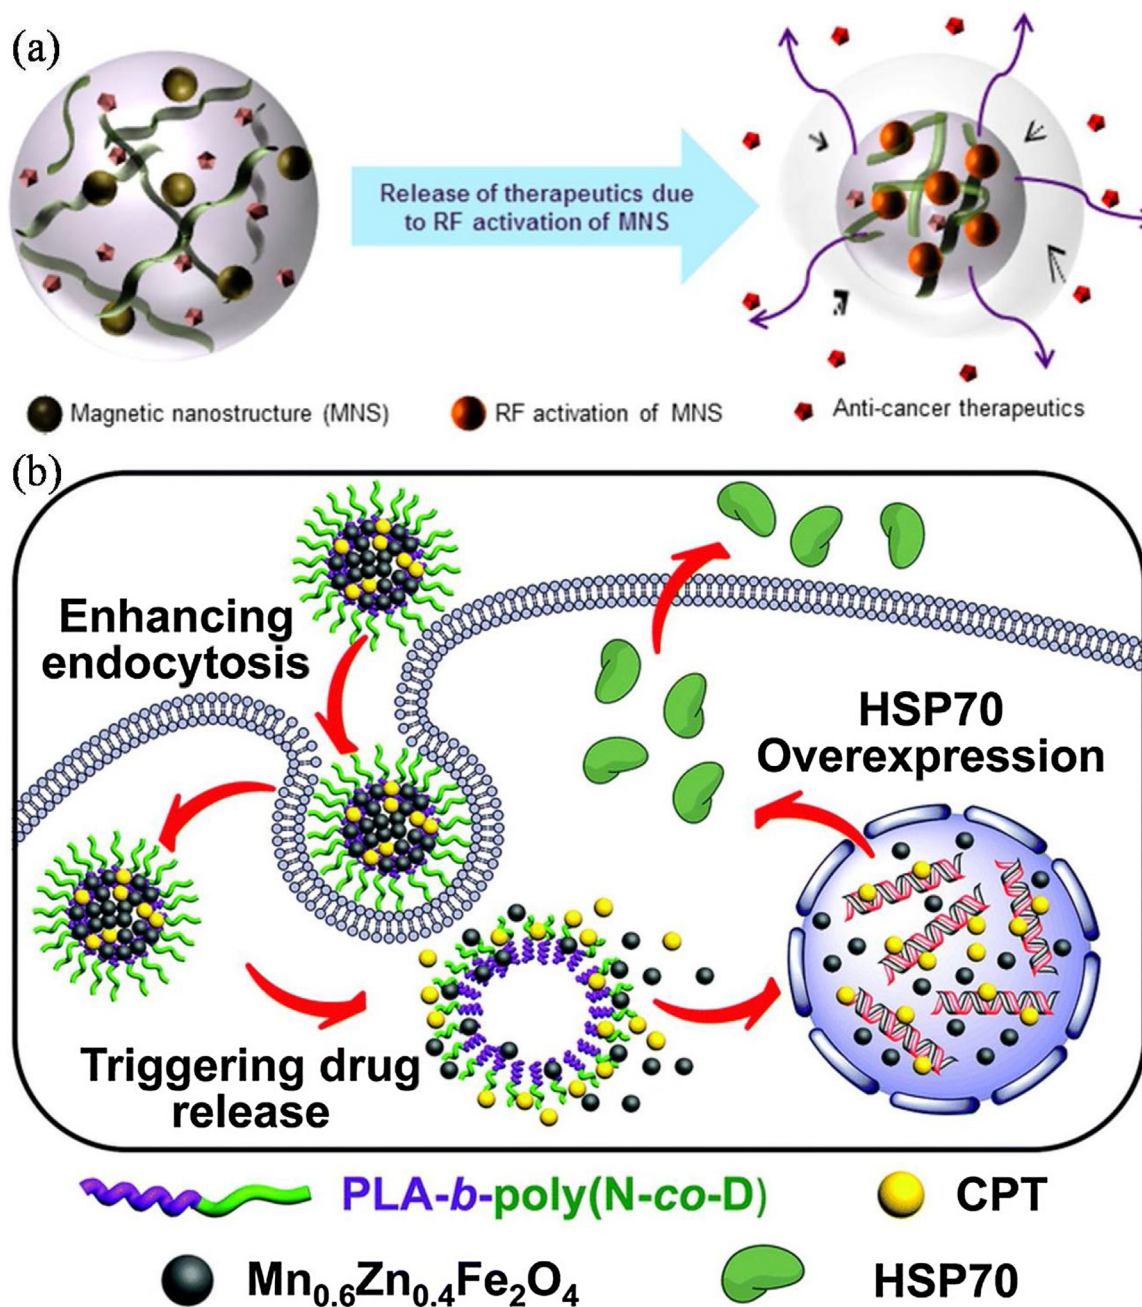 (a)
Release of therapeutics due
to RF activation of MNS
Magnetic nanostructure (MNS)
RF activation of MNS
Anti-cancer therapeutics
(b)
Enhancing
endocytosis
HSP70
Overexpression
Triggering drug
release
PLA-b-poly(N-co-D)
CPT
Mn0.6Zn0.4Fe2O4
HSP70